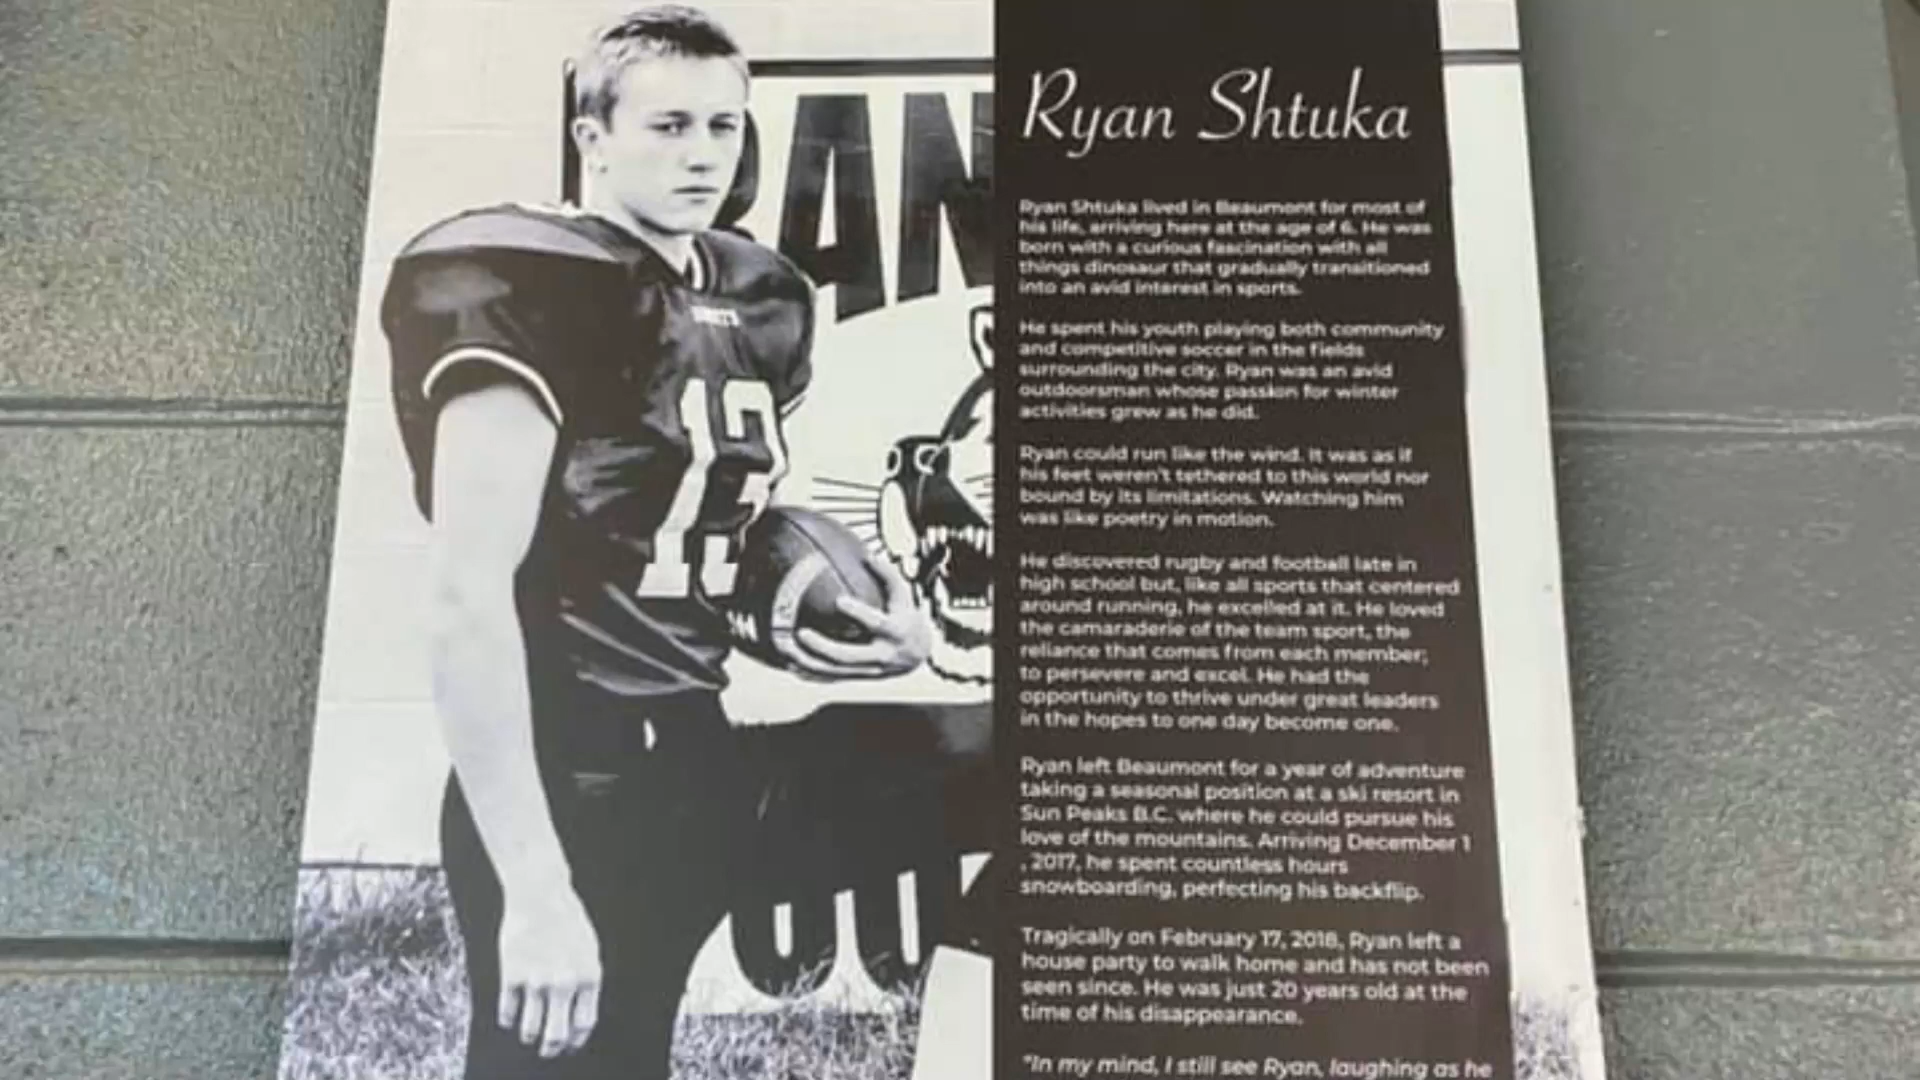 Ryan Shtuka
Ryan Shtuka lived in Beaumont for most of
his life, arriving here at the age of 6. He was
born with a curious fascination with all
things dinosaur that gradually transitioned
into an avid interest in sports.
He spent his youth playing both community
and competitive soccer in the fields
surrounding the city. Ryan was an avid
outdoorsman whose passion for winter
activities grew as he did.
Ryan could run like the wind. It was as if
his feet weren't tethered to this world nor
bound by its limitations. Watching him
was like poetry in motion.
He discovered rugby and football late in
high school but, like all sports that centered
around running, he excelled at it. He loved
the camaraderie of the team sport, the
reliance that comes from each member;
to persevere and excel. He had the
opportunity to thrive under great leaders
in the hopes to one day become one.
Ryan left Beaumont for a year of adventure
taking a seasonal position at a ski resort in
Sun Peaks B.C. where he could pursue his
love of the mountains. Arriving December 1
, 2017, he spent countless hours
snowboarding, perfecting his backflip.
Tragically on February 17, 2018, Ryan left a
house party to walk home and has not been
seen since. He was just 20 years old at the
time of his disappearance.
"In my mind, I still see Ryan, laughing as he
AN
13